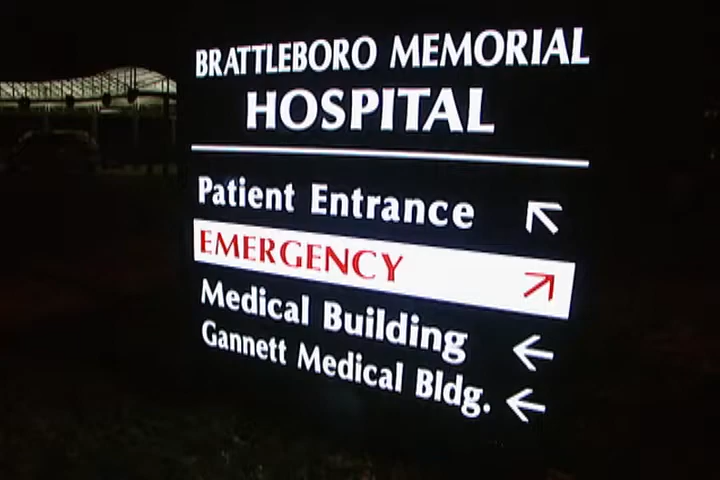 BRATTLEBORO MEMORIAL
HOSPITAL
Patient Entrance
EMERGENCY
Medical Building
Gannett Medical Bldg.